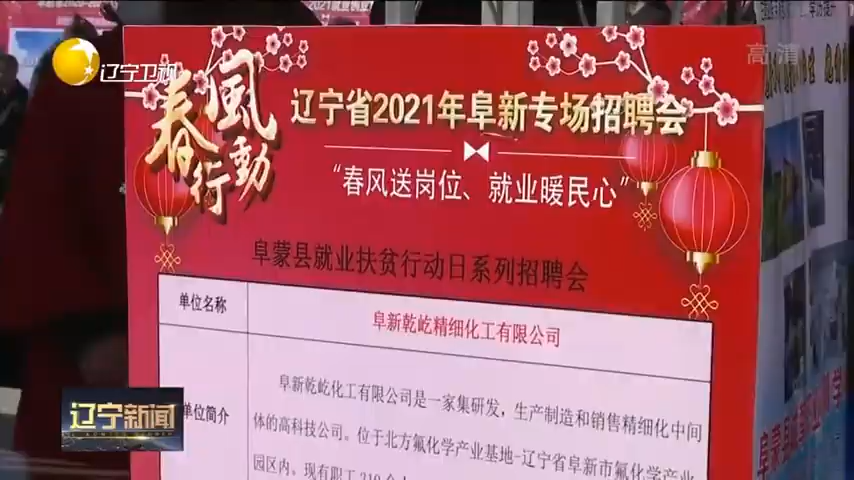 辽宁卫视
高清
春風行動
辽宁省2021年阜新专场招聘会
“春风送岗位、就业暖民心”
阜蒙县就业扶贫行动日系列招聘会
单位名称
阜新乾屹精细化工有限公司
单位简介
阜新乾屹化工有限公司是一家集研发，生产制造和销售精细化中间
体的高科技公司。位于北方氟化学产业基地-辽宁省阜新市氟化学产业
园区内。现有职工210余人
辽宁新闻